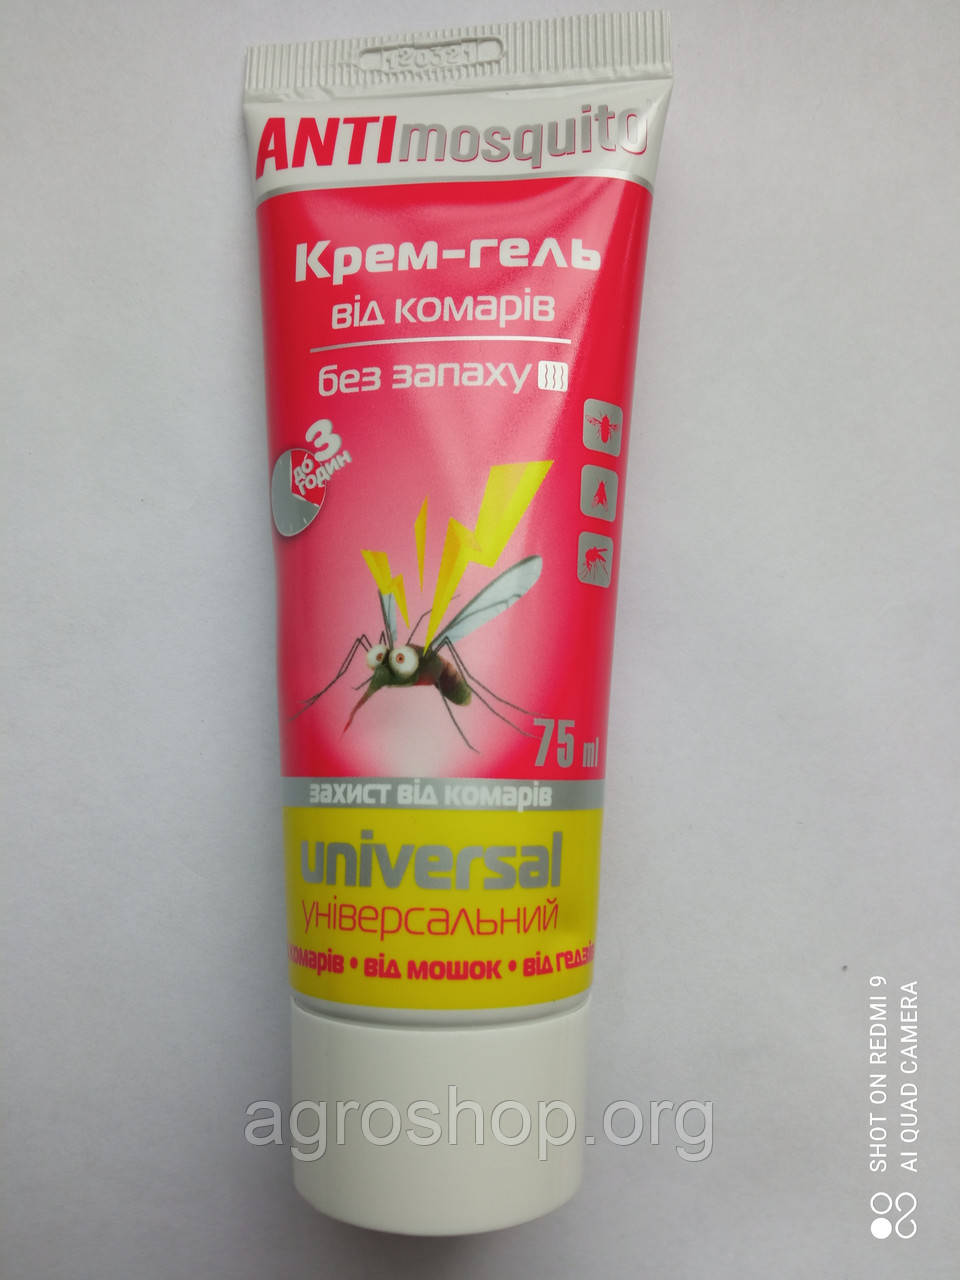 120321
ANTImosquito
Крем-гель
від комарів
без запаху
до 3
годин
75 ml
захист від комарів
universal
універсальний
комарів • від мошок • від гедзів
agroshop.org
SHOT ON REDMI 9
AI QUAD CAMERA